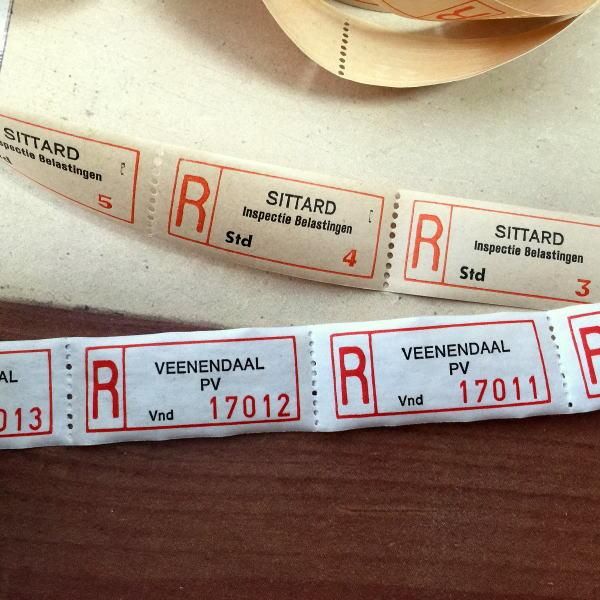 R
SITTARD
Inspectie Belastingen
5
R
SITTARD
Inspectie Belastingen
Std
4
R
SITTARD
Inspectie Belastingen
Std
3
013
R
VEENENDAAL
PV
Vnd 17012
R
VEENENDAAL
PV
Vnd 17011
R